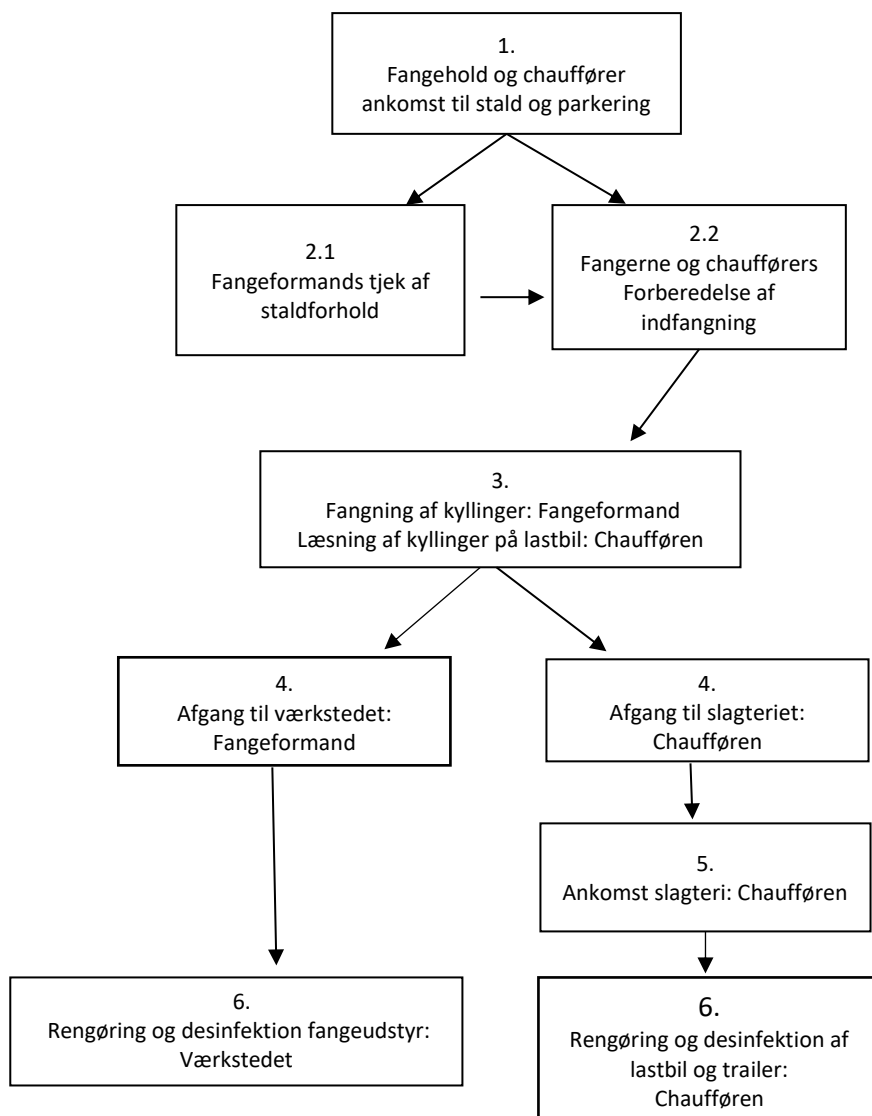 1.
Fangehold og chauffører
ankomst til stald og parkering
2.1
Fangeformands tjek af
staldforhold
2.2
Fangerne og chaufførers
Forberedelse af
indfangning
3.
Fangning af kyllinger: Fangeformand
Læsning af kyllinger på lastbil: Chaufføren
4.
Afgang til værkstedet:
Fangeformand
4.
Afgang til slagteriet:
Chaufføren
5.
Ankomst slagteri: Chaufføren
6.
Rengøring og desinfektion fangeudstyr:
Værkstedet
6.
Rengøring og desinfektion af
lastbil og trailer:
Chaufføren